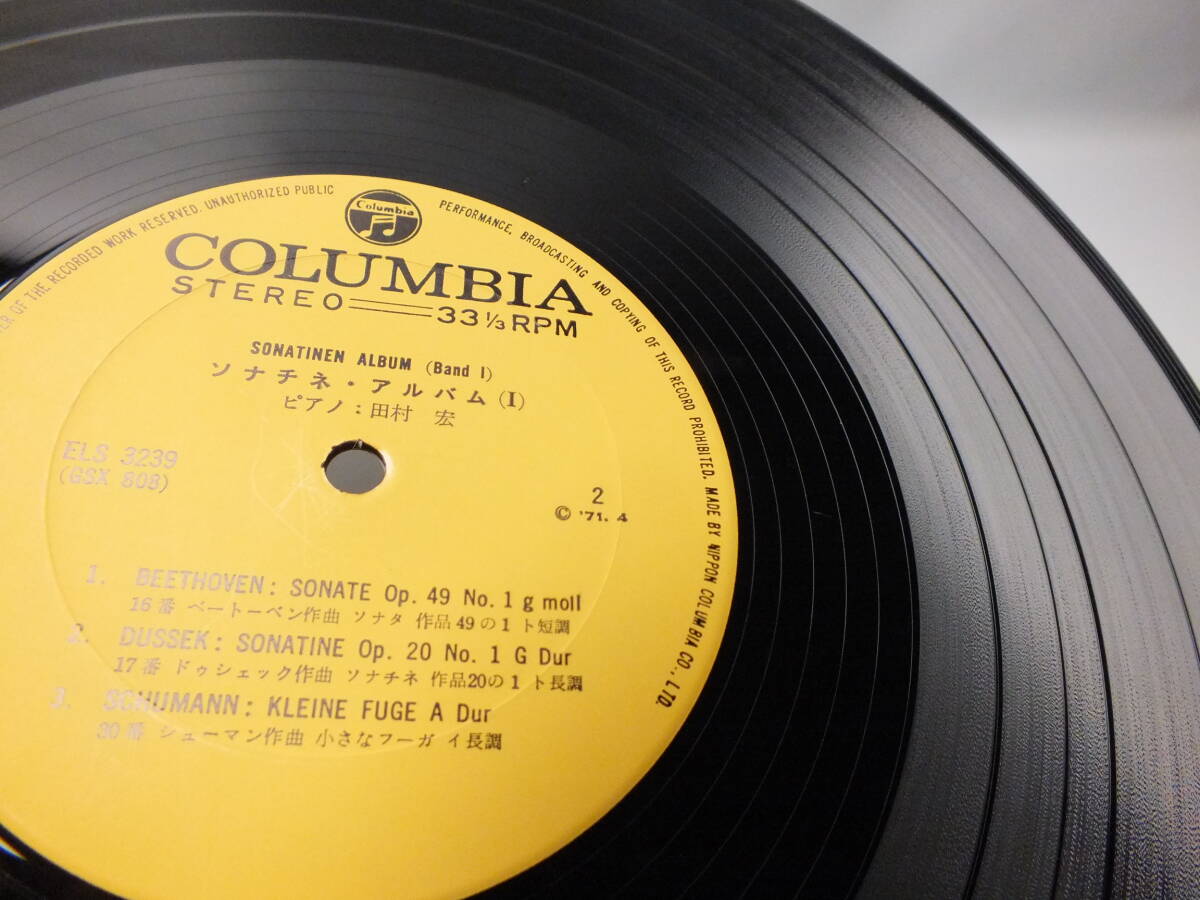 ER OF THE RECORDED WORK RESERVED. UNAUTHORIZED PUBLIC PERFORMANCE, BROADCASTING AND COPYING OF THIS RECORD PROHIBITED. MADE BY NIPPON COLUMBIA CO., LTD.
Columbia
COLUMBIA
STEREO 33 1/3 RPM
SONATINEN ALBUM (Band I)
ソナチネ・アルバム (I)
ピアノ : 田村 宏
ELS 3239
(GSX 808)
2
© '71. 4
1. BEETHOVEN : SONATE Op. 49 No. 1 g moll
16番 ベートーベン作曲 ソナタ 作品49の1 ト短調
2. DUSSEK : SONATINE Op. 20 No. 1 G Dur
17番 ドゥシェック作曲 ソナチネ 作品20の1 ト長調
3. SCHUMANN : KLEINE FUGE A Dur
30番 シューマン作曲 小さなフーガ イ長調